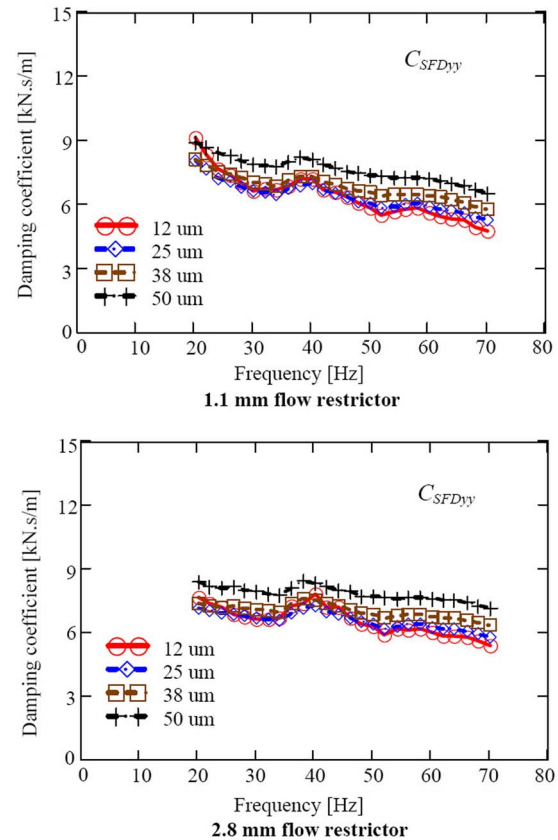 15
12
9
6
3
0
Damping coefficient [kN.s/m]
C_SFDyy
12 um
25 um
38 um
50 um
0 10 20 30 40 50 60 70 80
Frequency [Hz]
1.1 mm flow restrictor
15
12
9
6
3
0
Damping coefficient [kN.s/m]
C_SFDyy
12 um
25 um
38 um
50 um
0 10 20 30 40 50 60 70 80
Frequency [Hz]
2.8 mm flow restrictor